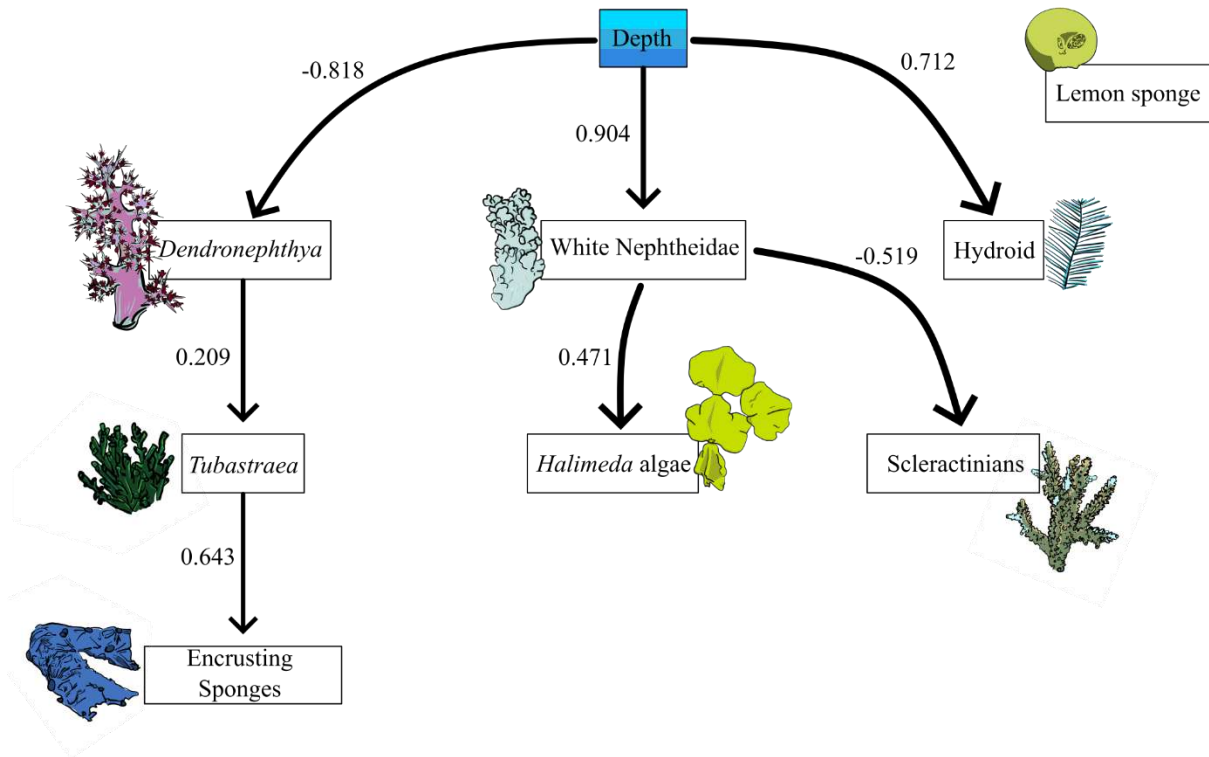 Depth
-0.818
0.712
Lemon sponge
0.904
Dendronephthya
White Nephtheidae
-0.519
Hydroid
0.209
0.471
Tubastraea
Halimeda algae
Scleractinians
0.643
Encrusting
Sponges